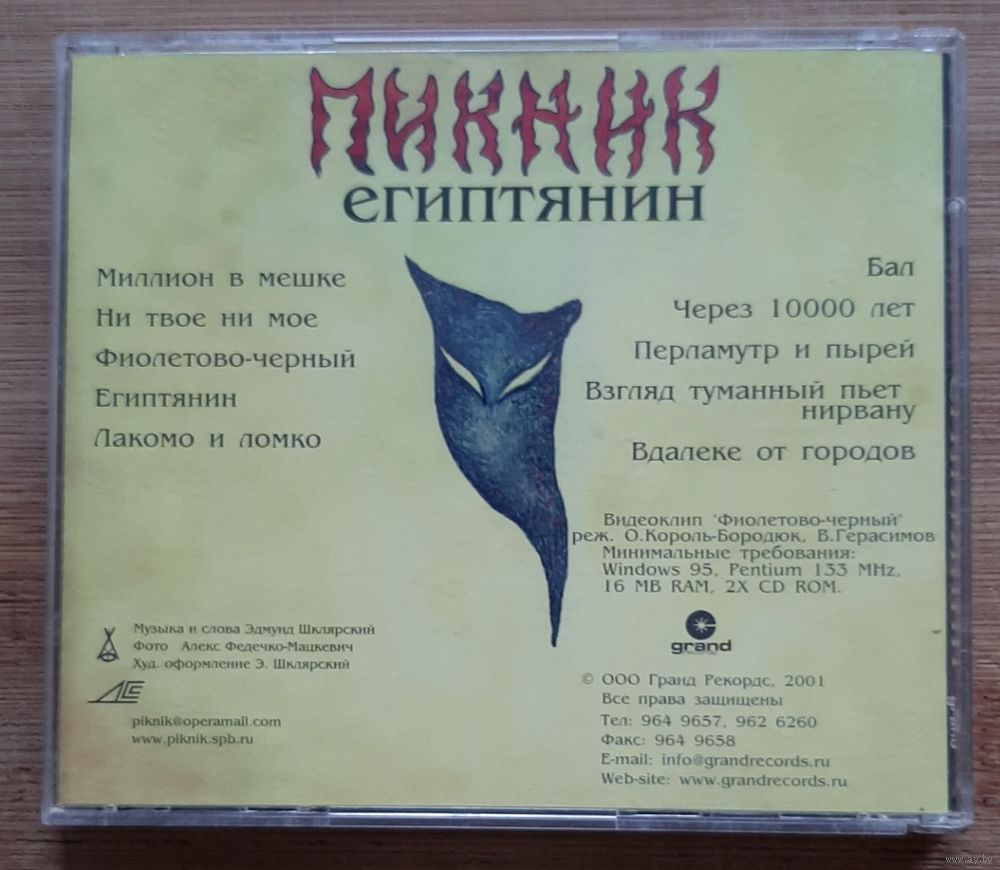 ПИКНИК
египтянин
Миллион в мешке
Ни твое ни мое
Фиолетово-черный
Египтянин
Лакомо и ломко
Бал
Через 10000 лет
Перламутр и пырей
Взгляд туманный пьет
нирвану
Вдалеке от городов
Видеоклип "Фиолетово-черный"
реж. О.Король-Бородюк, В.Герасимов
Минимальные требования:
Windows 95, Pentium 133 MHz,
16 MB RAM, 2X CD ROM.
grand
Музыка и слова Эдмунд Шклярский
Фото Алекс Федечко-Мацкевич
Худ. оформление Э. Шклярский
piknik@operamail.com
www.piknik.spb.ru
© ООО Гранд Рекордс, 2001
Все права защищены
Тел: 964 9657, 962 6260
Факс: 964 9658
E-mail: info@grandrecords.ru
Web-site: www.grandrecords.ru
www.ay.by